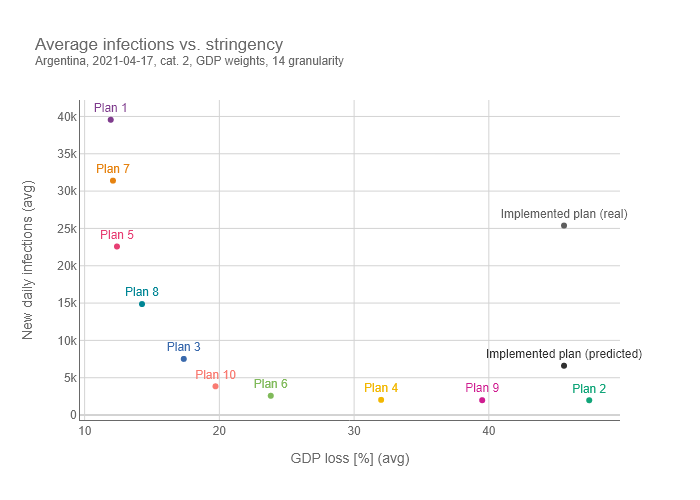 Average infections vs. stringency
Argentina, 2021-04-17, cat. 2, GDP weights, 14 granularity
New daily infections (avg)
40k
35k
30k
25k
20k
15k
10k
5k
0
Plan 1
Plan 7
Plan 5
Plan 8
Plan 3
Plan 10
Plan 6
Plan 4
Plan 9
Plan 2
Implemented plan (real)
Implemented plan (predicted)
10
20
30
40
GDP loss [%] (avg)